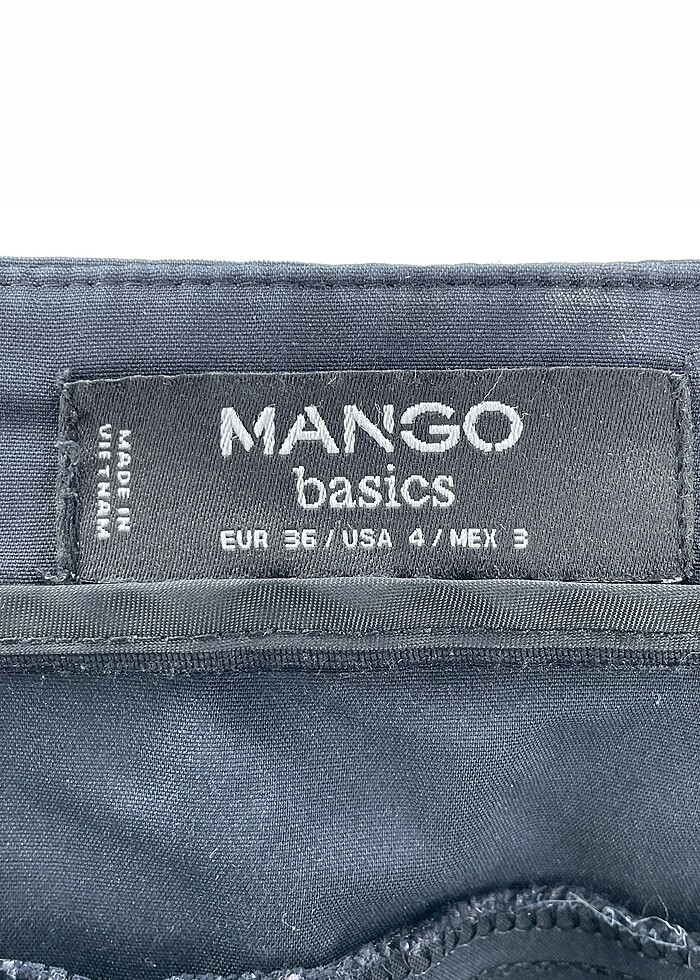 MANGO
basics
EUR 36 / USA 4 / MEX 3
MADE IN
VIETNAM